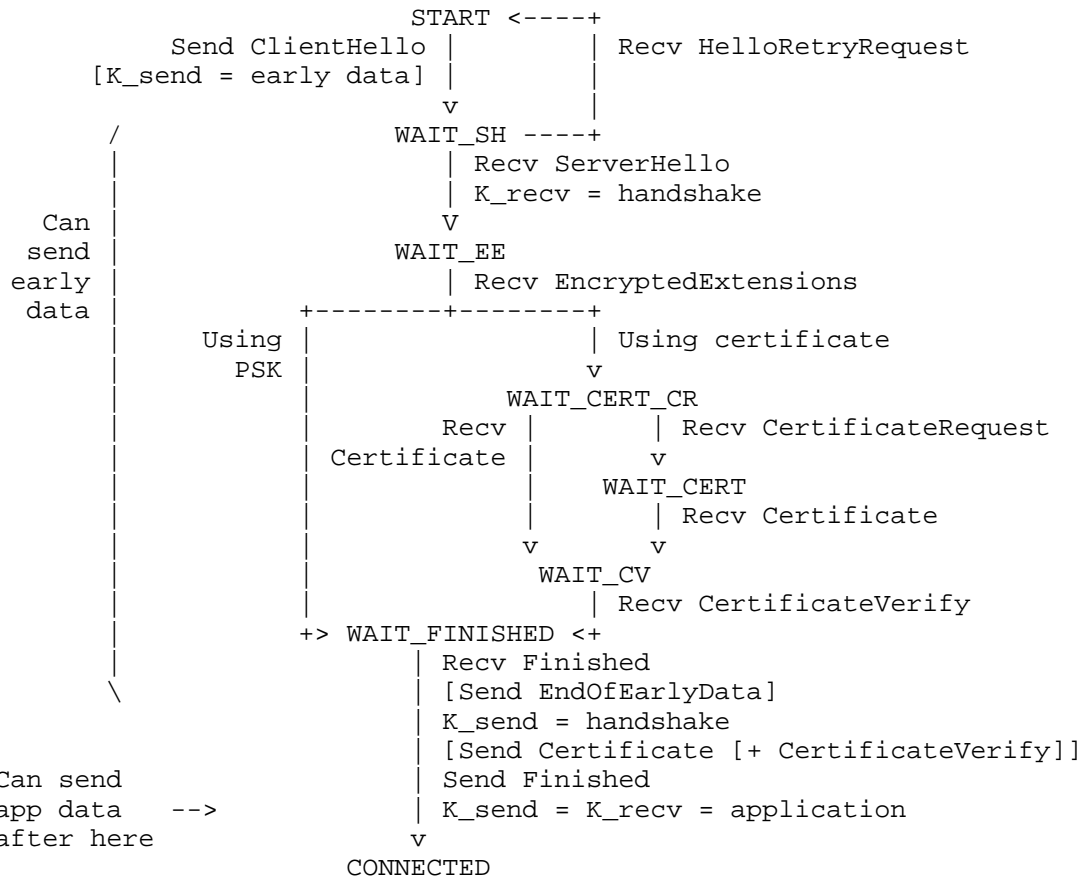 START <----+
Send ClientHello | | Recv HelloRetryRequest
[K_send = early data] | |
v |
/ WAIT_SH ----+
| | Recv ServerHello
| | K_recv = handshake
Can | V
send | WAIT_EE
early | | Recv EncryptedExtensions
data | +--------+--------+
| Using | | Using certificate
| PSK | v
| | WAIT_CERT_CR
| | Recv | | Recv CertificateRequest
| | Certificate | v
| | | WAIT_CERT
| | | | Recv Certificate
| | v v
| | WAIT_CV
| | | Recv CertificateVerify
| +> WAIT_FINISHED <+
| | Recv Finished
\ | [Send EndOfEarlyData]
| K_send = handshake
| [Send Certificate [+ CertificateVerify]]
Can send | Send Finished
app data --> | K_send = K_recv = application
after here v
CONNECTED